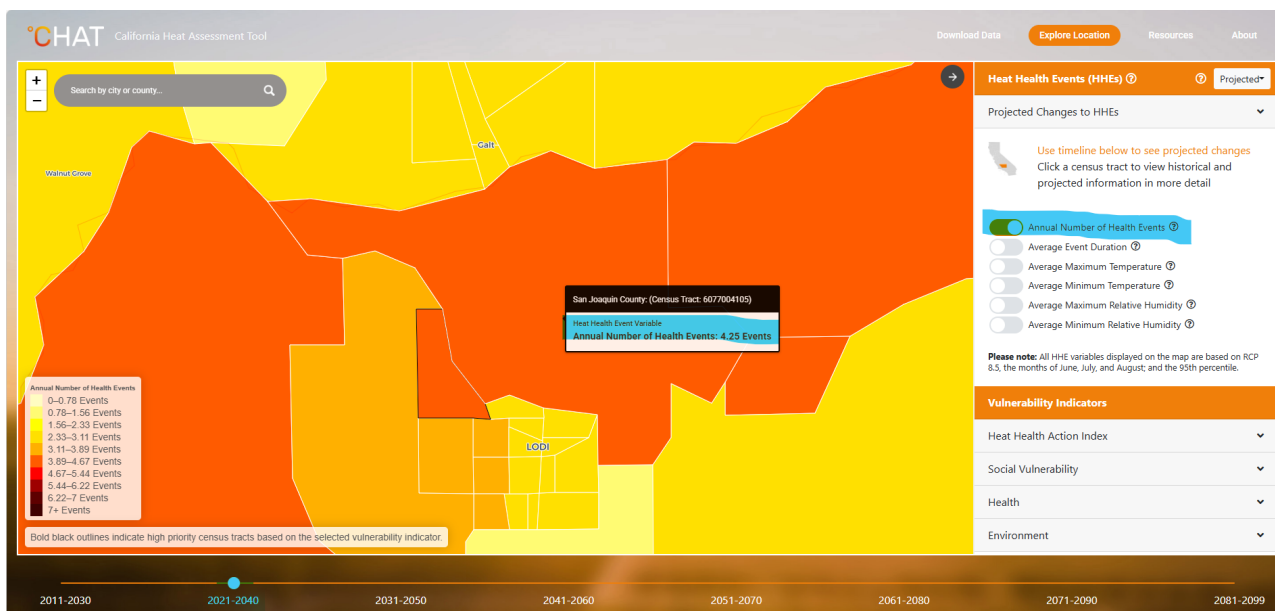 °CHAT California Heat Assessment Tool
Download Data
Explore Location
Resources
About
+
−
Search by city or county...
Galt
Walnut Grove
LODI
San Joaquin County: (Census Tract: 6077004105)
Heat Health Event Variable
Annual Number of Health Events: 4.25 Events
Annual Number of Health Events
0–0.78 Events
0.78–1.56 Events
1.56–2.33 Events
2.33–3.11 Events
3.11–3.89 Events
3.89–4.67 Events
4.67–5.44 Events
5.44–6.22 Events
6.22–7 Events
7+ Events
Bold black outlines indicate high priority census tracts based on the selected vulnerability indicator.
Heat Health Events (HHEs) ?
? Projected
Projected Changes to HHEs
Use timeline below to see projected changes
Click a census tract to view historical and
projected information in more detail
Annual Number of Health Events ?
Average Event Duration ?
Average Maximum Temperature ?
Average Minimum Temperature ?
Average Maximum Relative Humidity ?
Average Minimum Relative Humidity ?
Please note: All HHE variables displayed on the map are based on RCP
8.5, the months of June, July, and August; and the 95th percentile.
Vulnerability Indicators
Heat Health Action Index
Social Vulnerability
Health
Environment
2011-2030
2021-2040
2031-2050
2041-2060
2051-2070
2061-2080
2071-2090
2081-2099